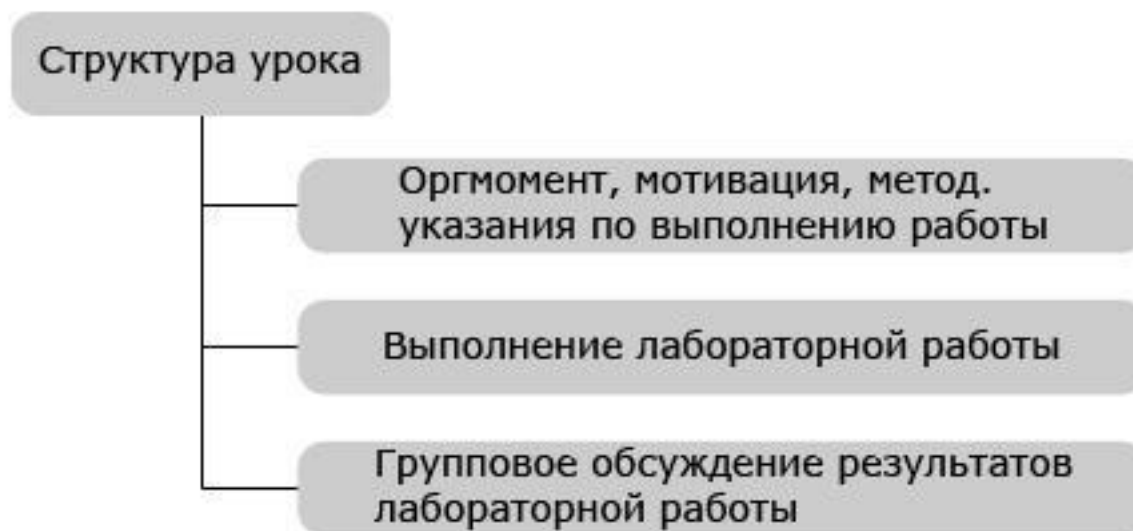 Структура урока
Оргмомент, мотивация, метод.
указания по выполнению работы
Выполнение лабораторной работы
Групповое обсуждение результатов
лабораторной работы